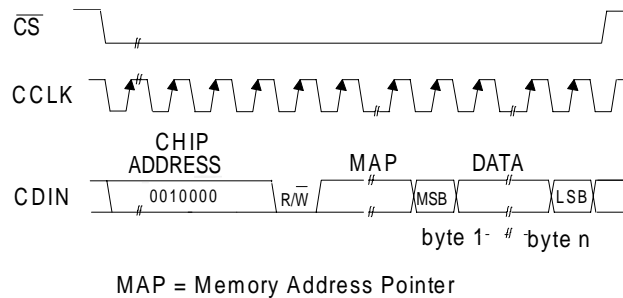 CS
CCLK
CHIP
ADDRESS
MAP
DATA
CDIN
0010000
R/W
MSB
LSB
byte 1
byte n
MAP = Memory Address Pointer